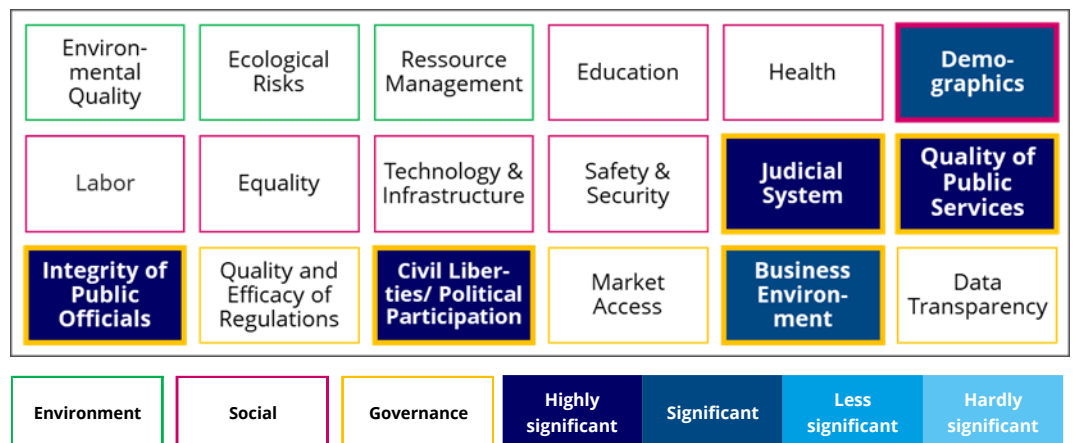 Environ-
mental
Quality
Ecological
Risks
Ressource
Management
Education
Health
Demo-
graphics
Labor
Equality
Technology &
Infrastructure
Safety &
Security
Judicial
System
Quality of
Public
Services
Integrity of
Public
Officials
Quality and
Efficacy of
Regulations
Civil Liber-
ties/ Political
Participation
Market
Access
Business
Environ-
ment
Data
Transparency
Environment
Social
Governance
Highly
significant
Significant
Less
significant
Hardly
significant